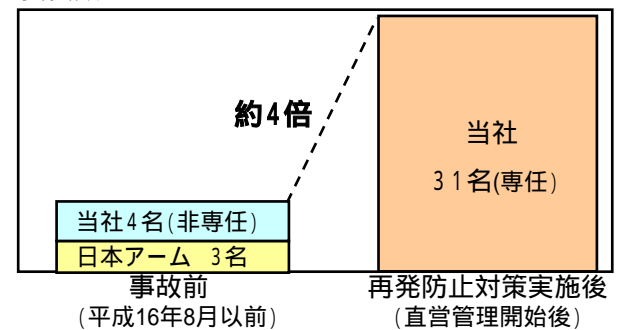 約4倍
当社
31名(専任)
当社4名(非専任)
日本アーム 3名
事故前
(平成16年8月以前)
再発防止対策実施後
(直営管理開始後)